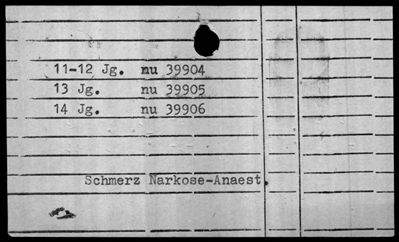 11-12 Jg. nu 39904
13 Jg. nu 39905
14 Jg. nu 39906
Schmerz Narkose-Anaest.